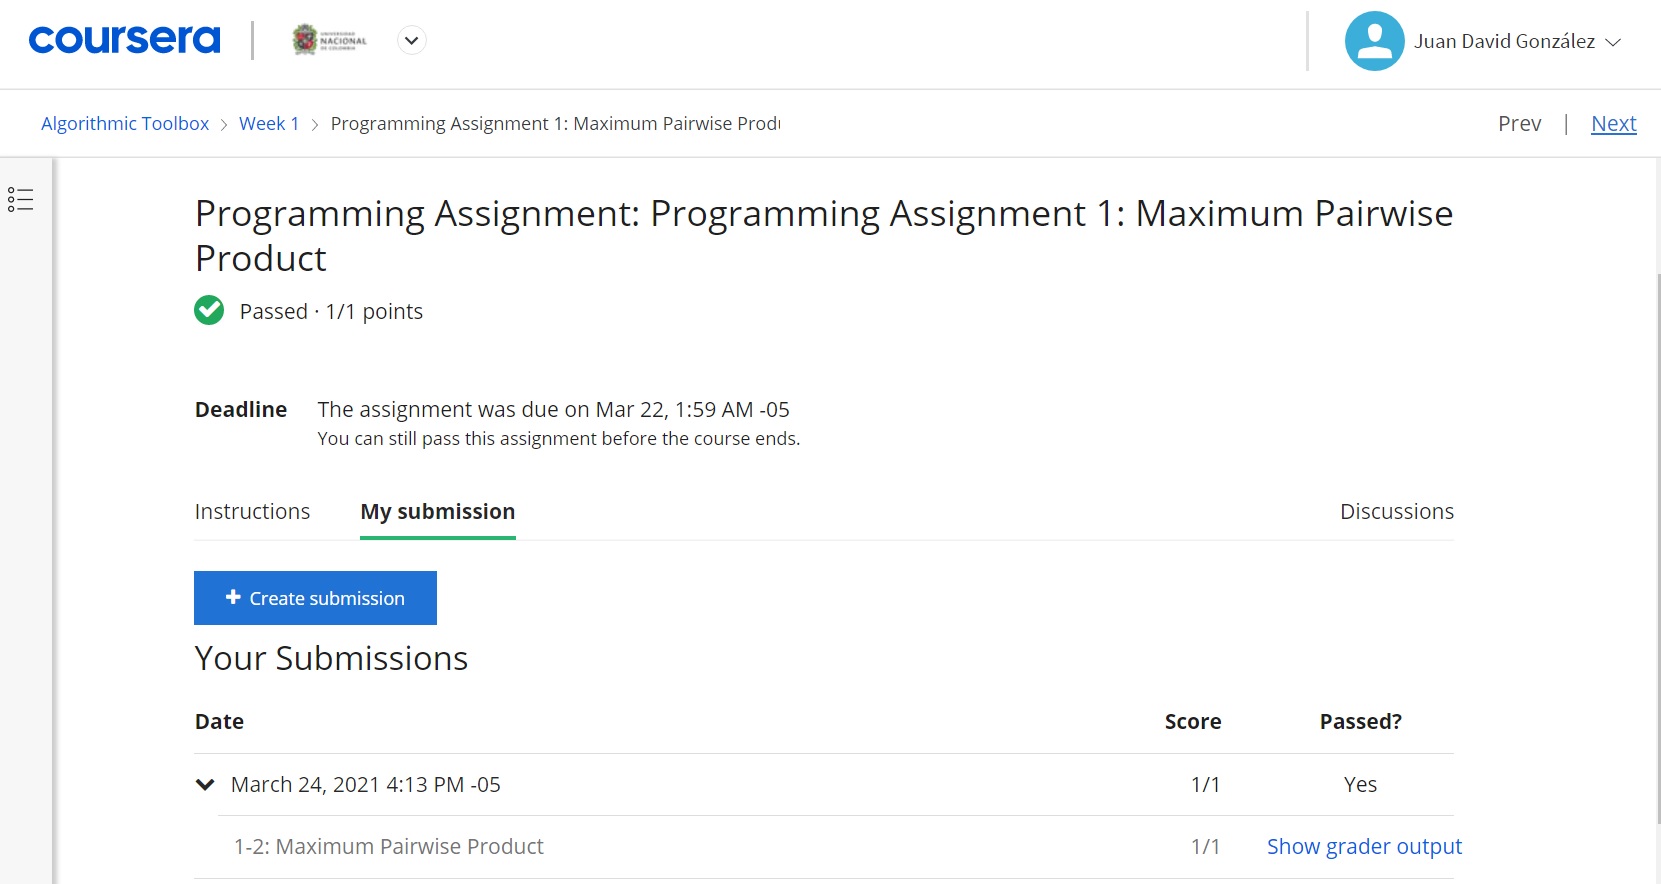 coursera
UNIVERSIDAD
NACIONAL
DE COLOMBIA
Juan David González
Algorithmic Toolbox > Week 1 > Programming Assignment 1: Maximum Pairwise Produ
Prev | Next
Programming Assignment: Programming Assignment 1: Maximum Pairwise
Product
Passed · 1/1 points
Deadline The assignment was due on Mar 22, 1:59 AM -05
You can still pass this assignment before the course ends.
Instructions My submission Discussions
+ Create submission
Your Submissions
Date Score Passed?
March 24, 2021 4:13 PM -05 1/1 Yes
1-2: Maximum Pairwise Product 1/1 Show grader output